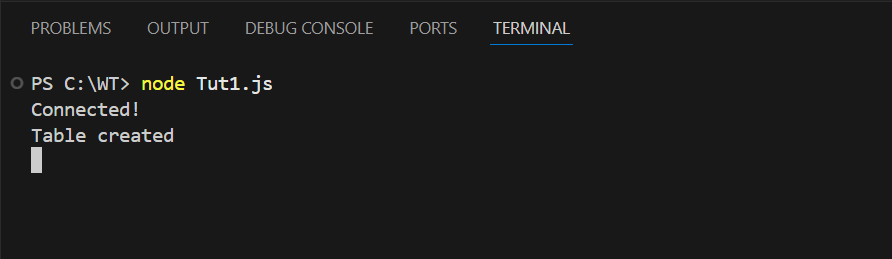 PROBLEMS OUTPUT DEBUG CONSOLE PORTS TERMINAL
PS C:\WT> node Tut1.js
Connected!
Table created